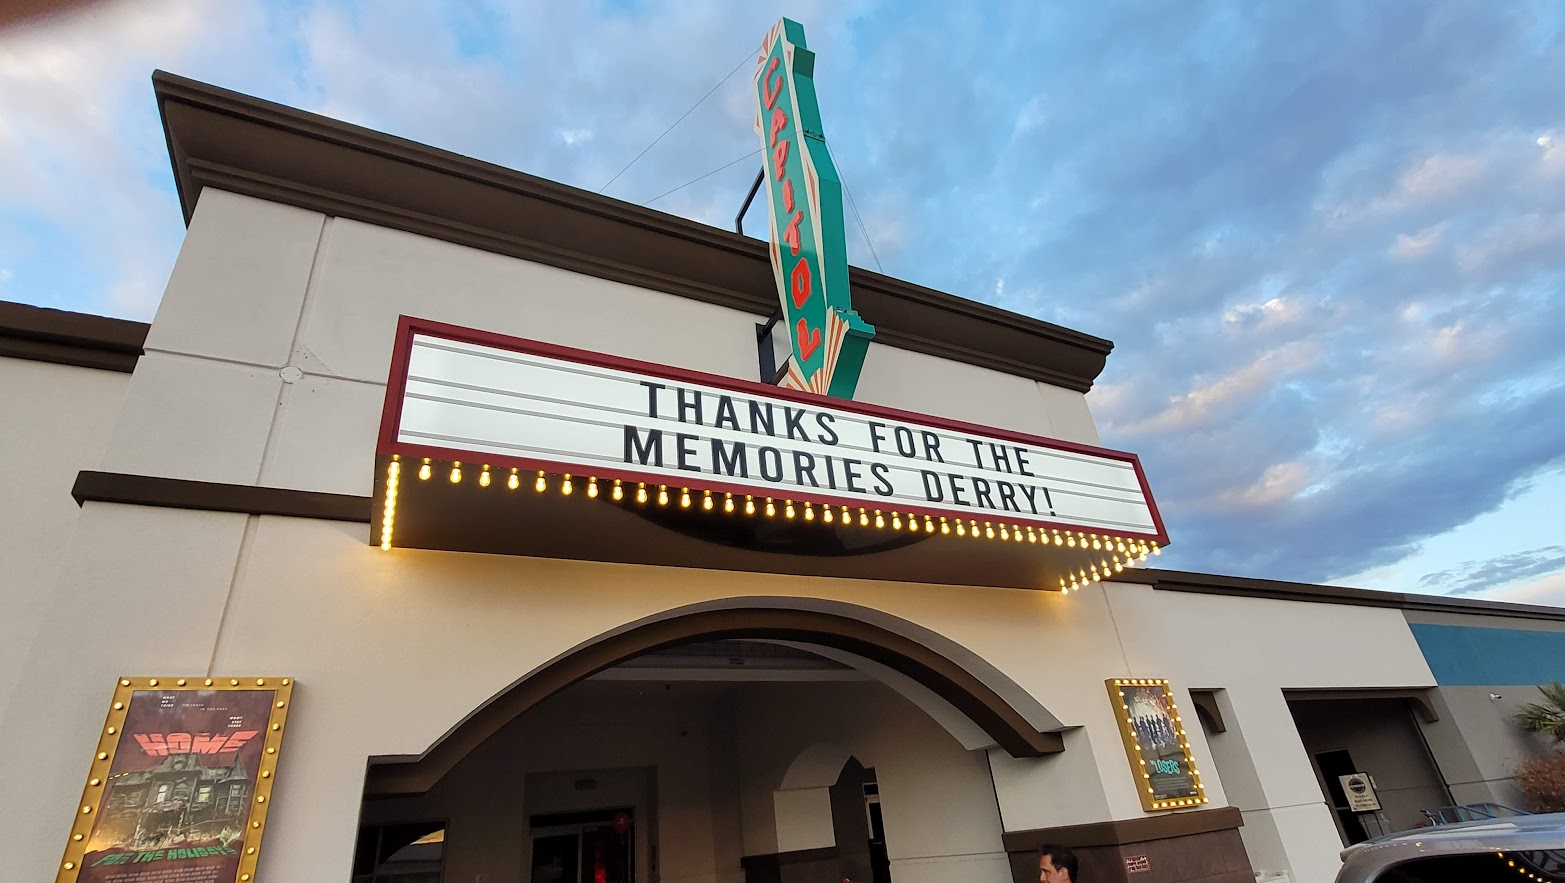 CAPITOL
THANKS FOR THE
MEMORIES DERRY!
HOME
FOR THE HOLIDAYS
THE
LOSERS